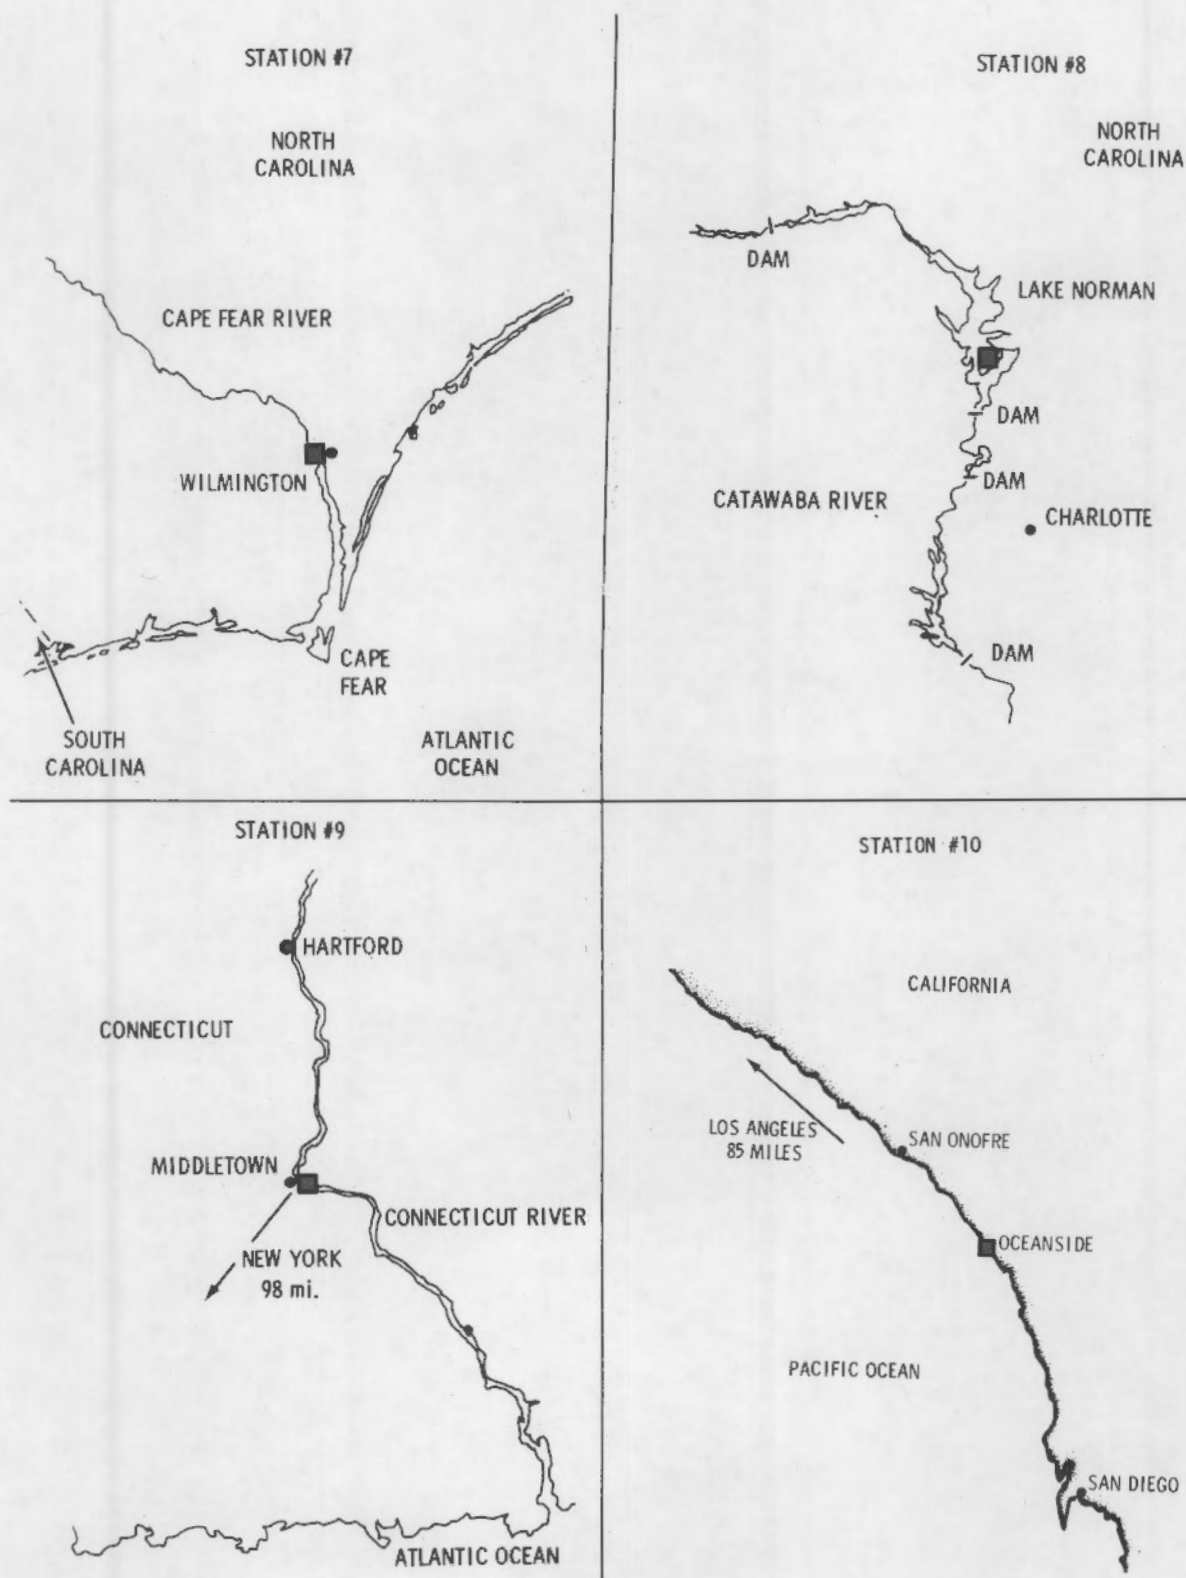 STATION #7
NORTH
CAROLINA
CAPE FEAR RIVER
WILMINGTON
CAPE
FEAR
SOUTH
CAROLINA
ATLANTIC
OCEAN
STATION #8
NORTH
CAROLINA
DAM
LAKE NORMAN
DAM
DAM
CATAWABA RIVER
CHARLOTTE
DAM
STATION #9
HARTFORD
CONNECTICUT
MIDDLETOWN
CONNECTICUT RIVER
NEW YORK
98 mi.
ATLANTIC OCEAN
STATION #10
CALIFORNIA
LOS ANGELES
85 MILES
SAN ONOFRE
OCEANSIDE
PACIFIC OCEAN
SAN DIEGO